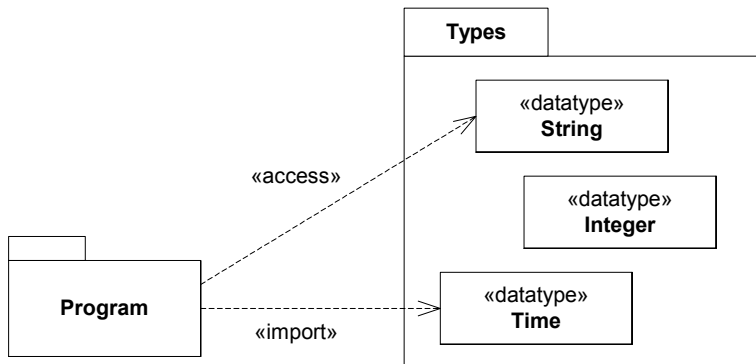 Types
«datatype»
String
«access»
«datatype»
Integer
Program
«datatype»
Time
«import»